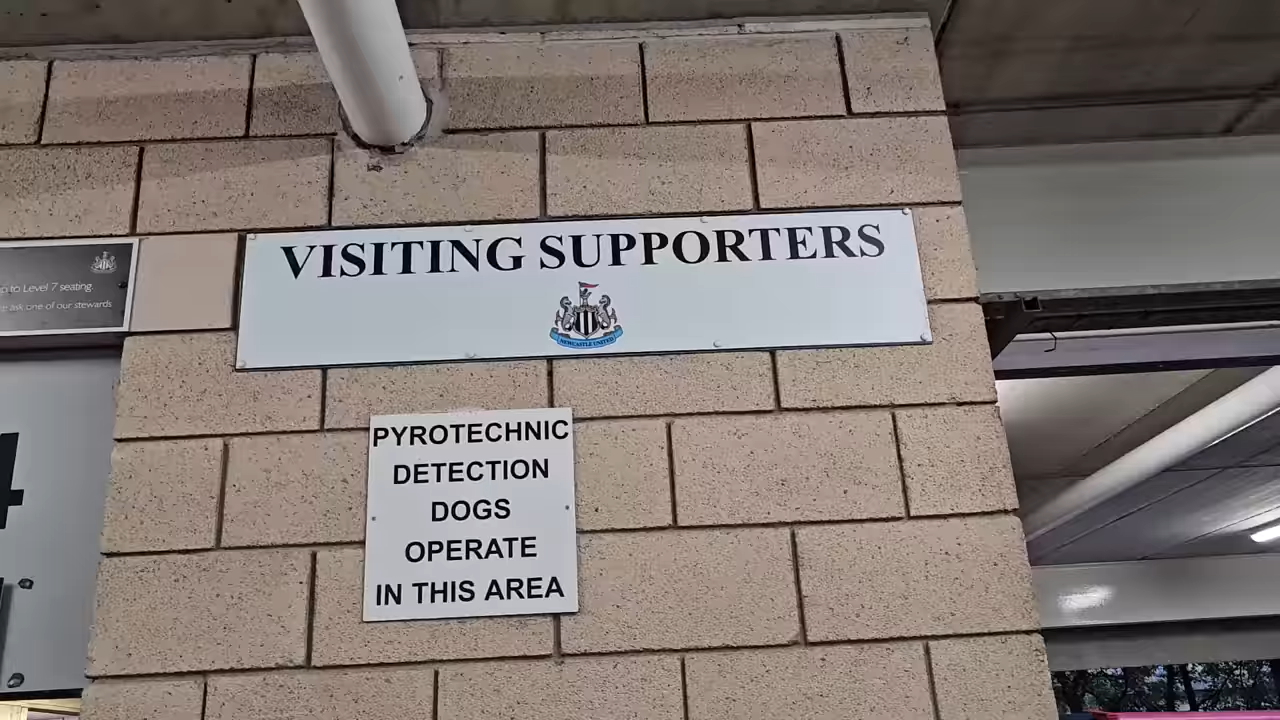 VISITING SUPPORTERS
NEWCASTLE UNITED
to Level 7 seating.
ask one of our stewards
4
PYROTECHNIC
DETECTION
DOGS
OPERATE
IN THIS AREA